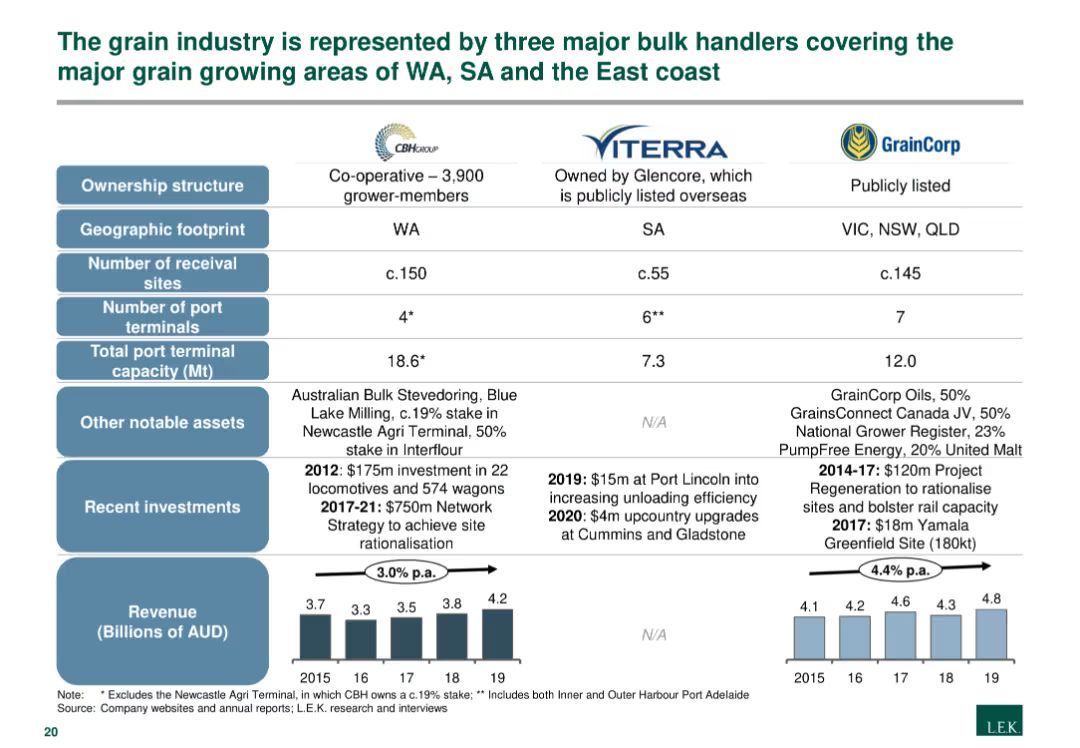 The grain industry is represented by three major bulk handlers covering the
major grain growing areas of WA, SA and the East coast
CBHGROUP
VITERRA
GrainCorp
Ownership structure
Co-operative – 3,900
grower-members
Owned by Glencore, which
is publicly listed overseas
Publicly listed
Geographic footprint
WA
SA
VIC, NSW, QLD
Number of receival
sites
c.150
c.55
c.145
Number of port
terminals
4*
6**
7
Total port terminal
capacity (Mt)
18.6*
7.3
12.0
Other notable assets
Australian Bulk Stevedoring, Blue
Lake Milling, c.19% stake in
Newcastle Agri Terminal, 50%
stake in Interflour
N/A
GrainCorp Oils, 50%
GrainsConnect Canada JV, 50%
National Grower Register, 23%
PumpFree Energy, 20% United Malt
Recent investments
2012: $175m investment in 22
locomotives and 574 wagons
2017-21: $750m Network
Strategy to achieve site
rationalisation
2019: $15m at Port Lincoln into
increasing unloading efficiency
2020: $4m upcountry upgrades
at Cummins and Gladstone
2014-17: $120m Project
Regeneration to rationalise
sites and bolster rail capacity
2017: $18m Yamala
Greenfield Site (180kt)
Revenue
(Billions of AUD)
3.0% p.a.
3.7 3.3 3.5 3.8 4.2
2015 16 17 18 19
N/A
4.4% p.a.
4.1 4.2 4.6 4.3 4.8
2015 16 17 18 19
Note: * Excludes the Newcastle Agri Terminal, in which CBH owns a c.19% stake; ** Includes both Inner and Outer Harbour Port Adelaide
Source: Company websites and annual reports; L.E.K. research and interviews
20
L.E.K.